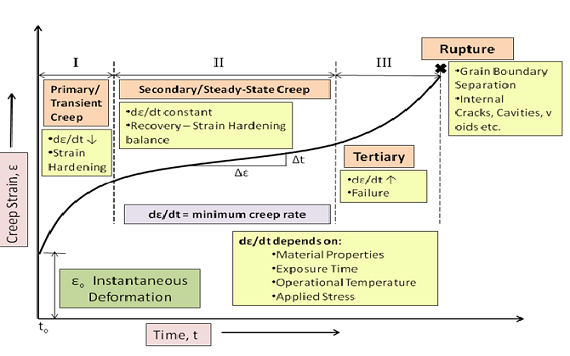 I
II
III
Rupture
•Grain Boundary
Separation
•Internal
Cracks, Cavities, v
oids etc.
Primary/
Transient
Creep
•dε/dt ↓
•Strain
Hardening
Secondary/Steady-State Creep
•dε/dt constant
•Recovery – Strain Hardening
balance
Δt
Δε
Tertiary
•dε/dt ↑
•Failure
dε/dt = minimum creep rate
dε/dt depends on:
•Material Properties
•Exposure Time
•Operational Temperature
•Applied Stress
εₒ Instantaneous
Deformation
Creep Strain, ε
tₒ
Time, t